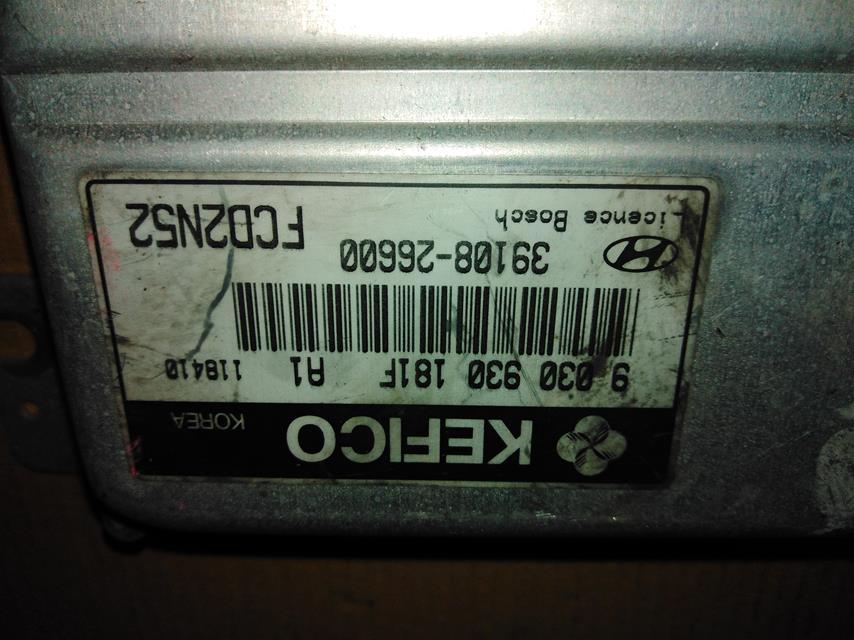 KEFICO KOREA
9 030 930 181F A1 118410
39108-26600
Licence Bosch FCD2N52